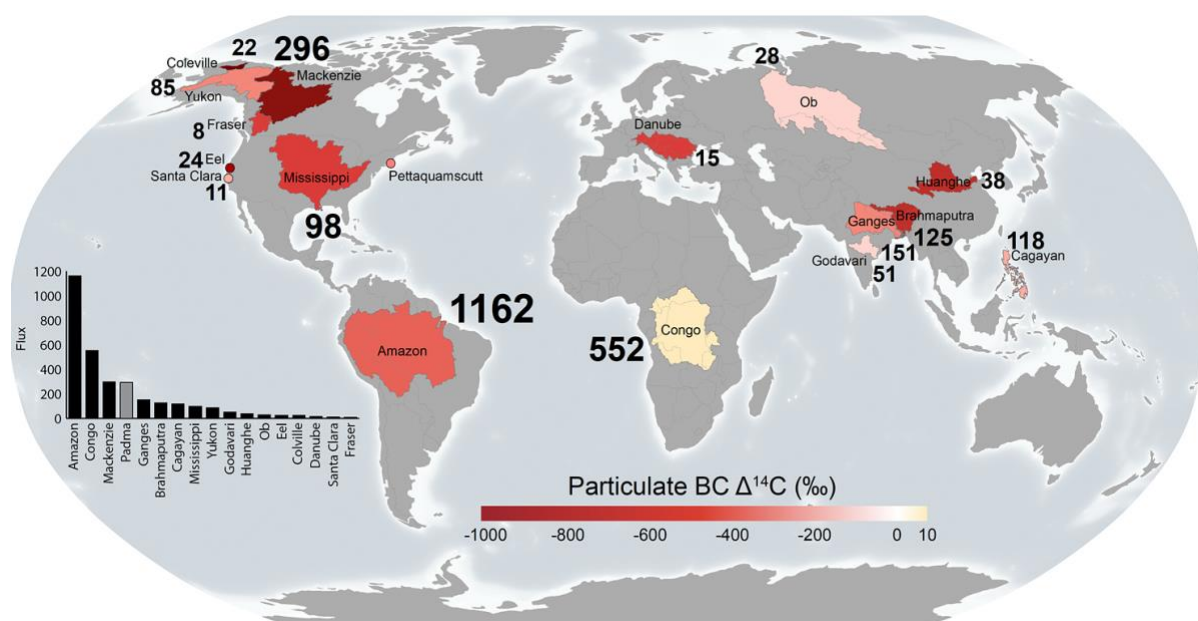 22
296
Coleville
Mackenzie
85
Yukon
8
Fraser
24
Eel
Santa Clara
11
Mississippi
98
Pettaquamscutt
28
Ob
Danube
15
Huanghe
38
Ganges
Brahmaputra
125
Godavari
151
51
118
Cagayan
1162
Amazon
552
Congo
1200
1000
800
600
400
200
0
Flux
Amazon
Congo
Mackenzie
Padma
Ganges
Brahmaputra
Cagayan
Mississippi
Yukon
Godavari
Huanghe
Ob
Eel
Colville
Danube
Santa Clara
Fraser
Particulate BC Δ¹⁴C (‰)
-1000 -800 -600 -400 -200 0 10